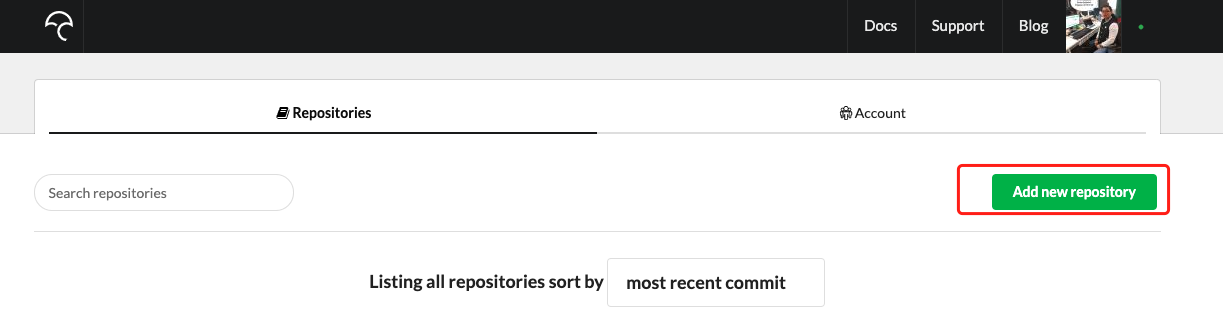 Docs Support Blog
Repositories Account
Search repositories Add new repository
Listing all repositories sort by most recent commit